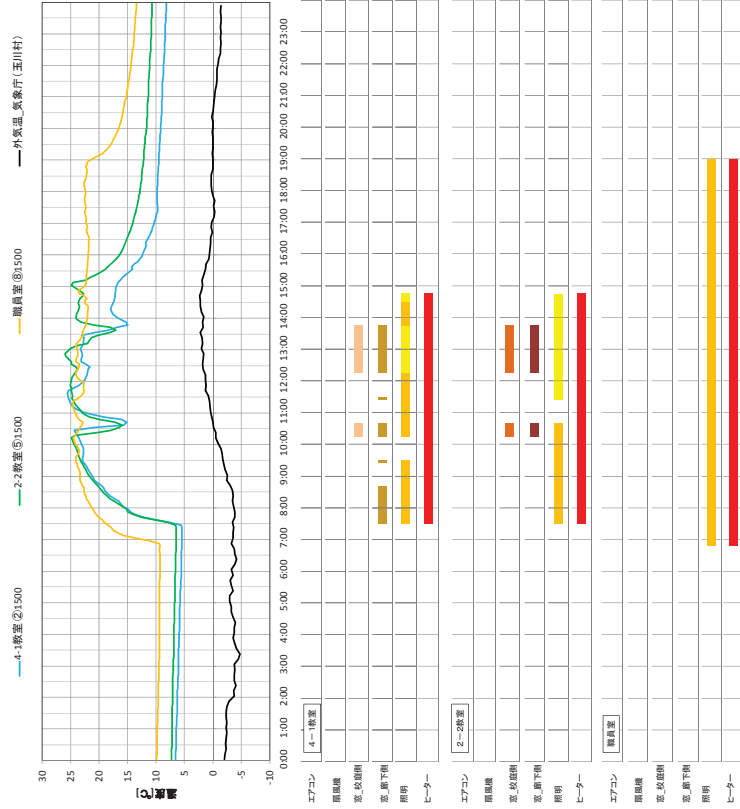 4-1教室②1500
2-2教室⑤1500
職員室⑧1500
外気温_気象庁(玉川村)
温度[℃]
30
25
20
15
10
5
0
-5
-10
0:00 1:00 2:00 3:00 4:00 5:00 6:00 7:00 8:00 9:00 10:00 11:00 12:00 13:00 14:00 15:00 16:00 17:00 18:00 19:00 20:00 21:00 22:00 23:00
4-1教室
エアコン
扇風機
窓_校庭側
窓_廊下側
照明
ヒーター
2-2教室
エアコン
扇風機
窓_校庭側
窓_廊下側
照明
ヒーター
職員室
エアコン
扇風機
窓_校庭側
窓_廊下側
照明
ヒーター